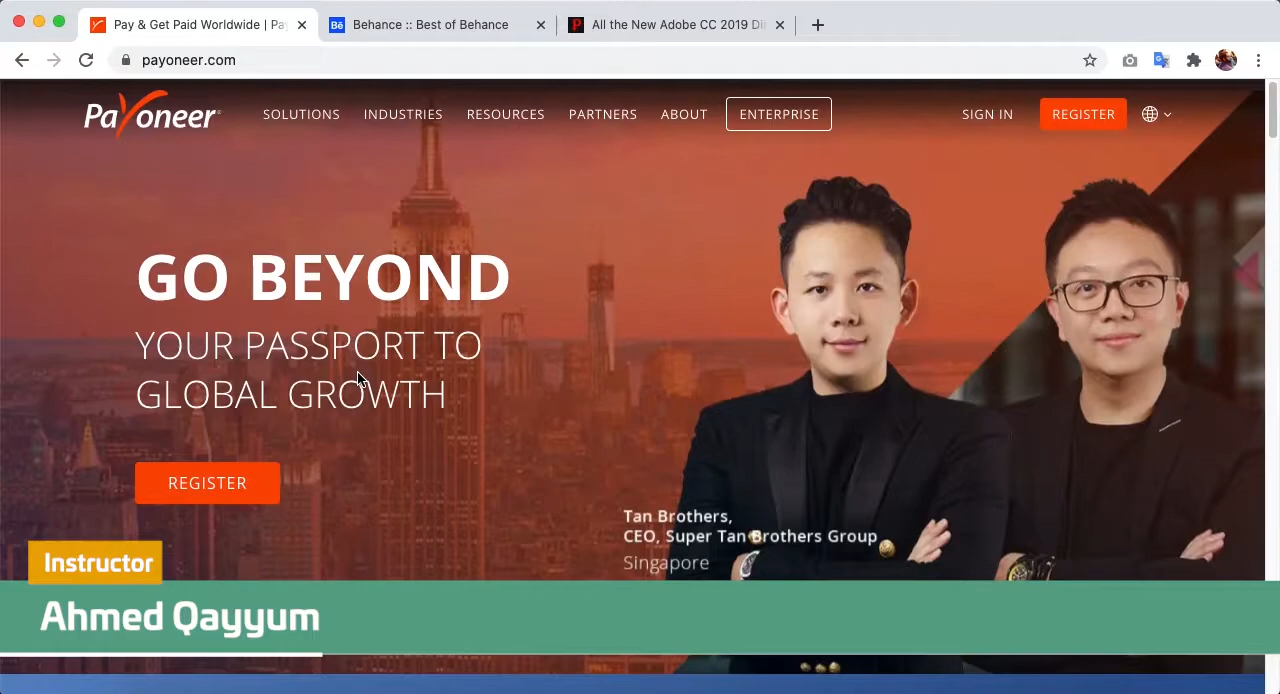 Pay & Get Paid Worldwide | Pa
Behance :: Best of Behance
All the New Adobe CC 2019 Di
payoneer.com
Payoneer
SOLUTIONS
INDUSTRIES
RESOURCES
PARTNERS
ABOUT
ENTERPRISE
SIGN IN
REGISTER
GO BEYOND
YOUR PASSPORT TO
GLOBAL GROWTH
REGISTER
Tan Brothers,
CEO, Super Tan Brothers Group
Singapore
Instructor
Ahmed Qayyum